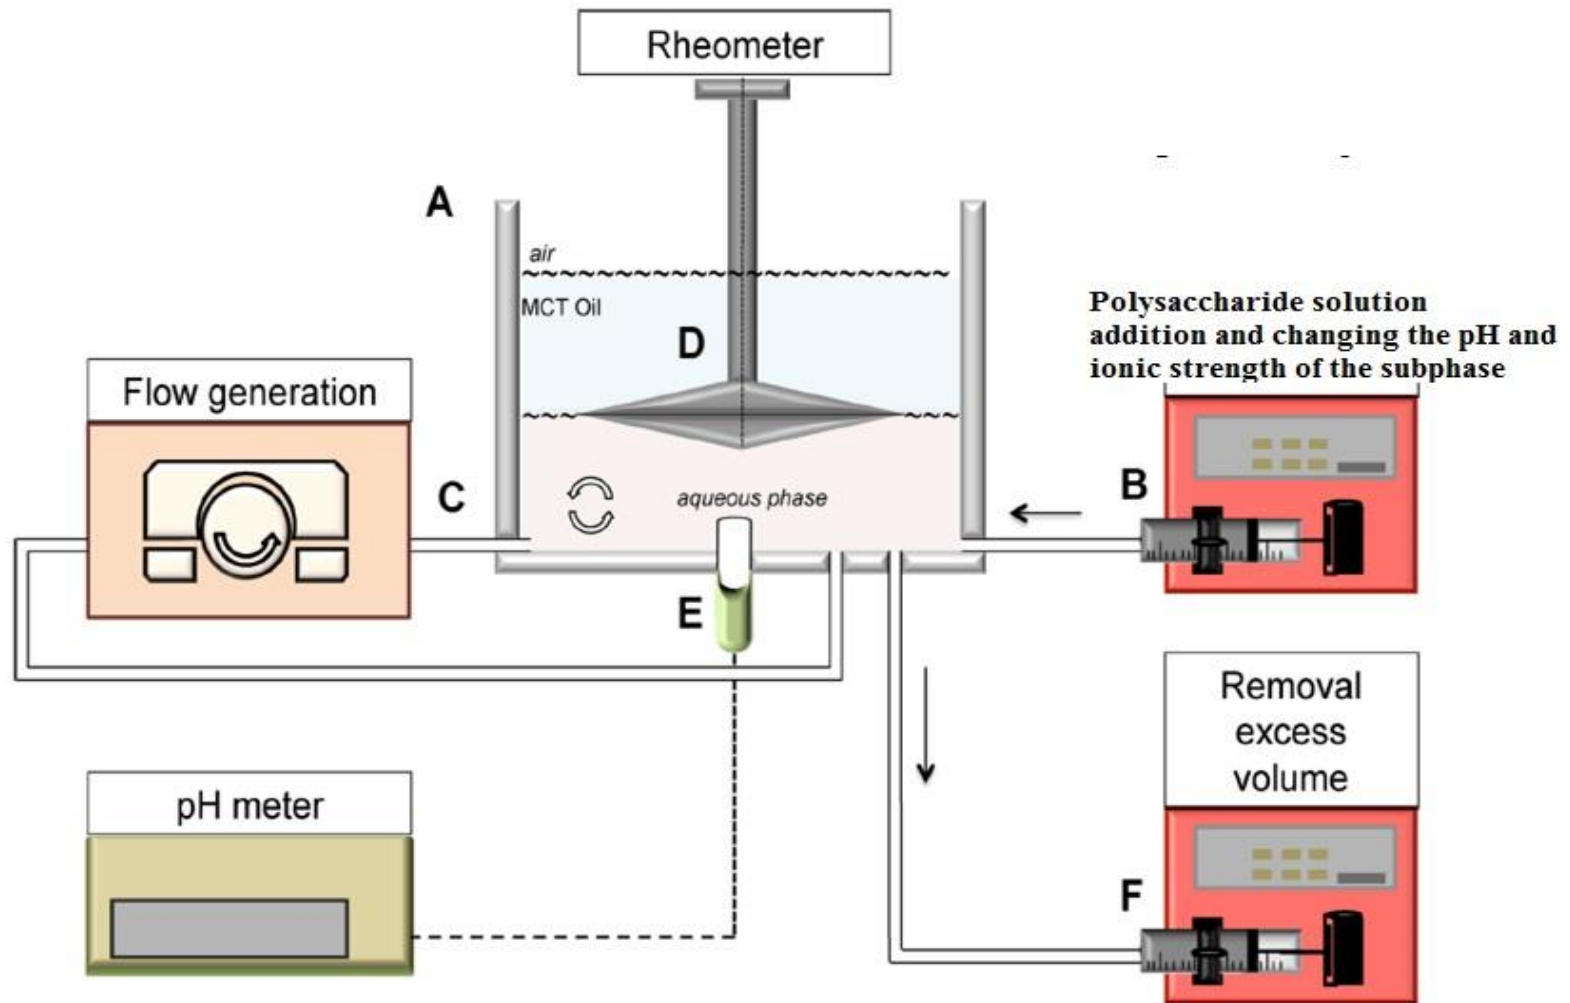 Rheometer
A
air
MCT Oil
D
Polysaccharide solution
addition and changing the pH and
ionic strength of the subphase
Flow generation
C
aqueous phase
B
E
Removal
excess
volume
pH meter
F